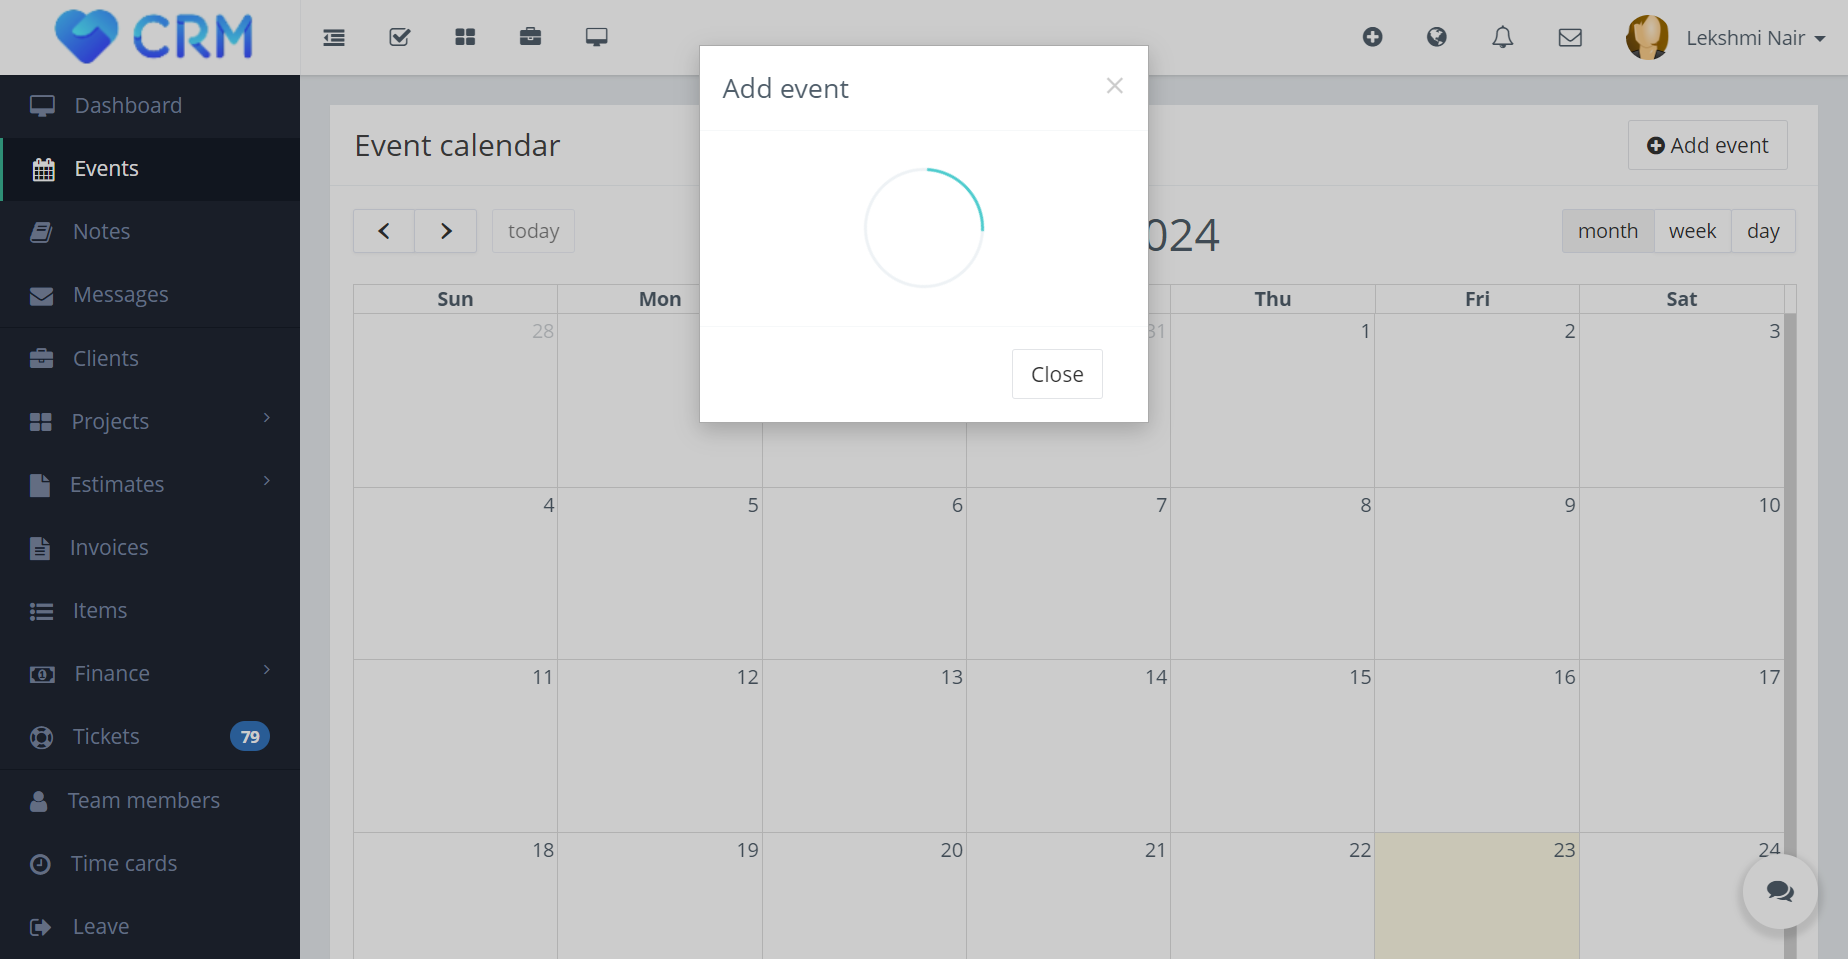 CRM
Lekshmi Nair
Dashboard
Events
Notes
Messages
Clients
Projects
Estimates
Invoices
Items
Finance
Tickets 79
Team members
Time cards
Leave
Add event
Close
Event calendar
Add event
today
024
month week day
Sun Mon Thu Fri Sat
28 31 1 2 3
4 5 6 7 8 9 10
11 12 13 14 15 16 17
18 19 20 21 22 23 24